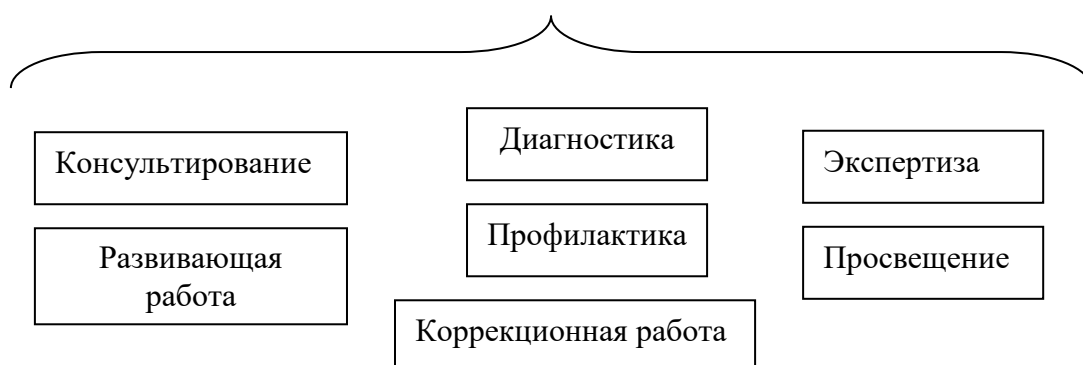 Консультирование
Диагностика
Экспертиза
Развивающая
работа
Профилактика
Просвещение
Коррекционная работа